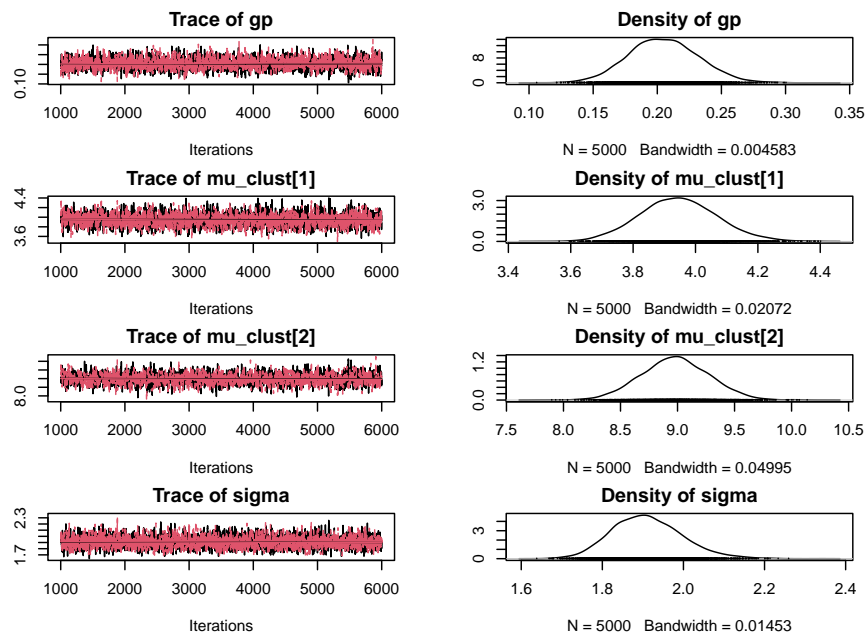 Trace of gp
0.10
1000 2000 3000 4000 5000 6000
Iterations
Density of gp
0 8
0.10 0.15 0.20 0.25 0.30 0.35
N = 5000 Bandwidth = 0.004583
Trace of mu_clust[1]
3.6 4.4
1000 2000 3000 4000 5000 6000
Iterations
Density of mu_clust[1]
0.0 3.0
3.4 3.6 3.8 4.0 4.2 4.4
N = 5000 Bandwidth = 0.02072
Trace of mu_clust[2]
8.0
1000 2000 3000 4000 5000 6000
Iterations
Density of mu_clust[2]
0.0 1.2
7.5 8.0 8.5 9.0 9.5 10.0 10.5
N = 5000 Bandwidth = 0.04995
Trace of sigma
1.7 2.3
1000 2000 3000 4000 5000 6000
Iterations
Density of sigma
0 3
1.6 1.8 2.0 2.2 2.4
N = 5000 Bandwidth = 0.01453